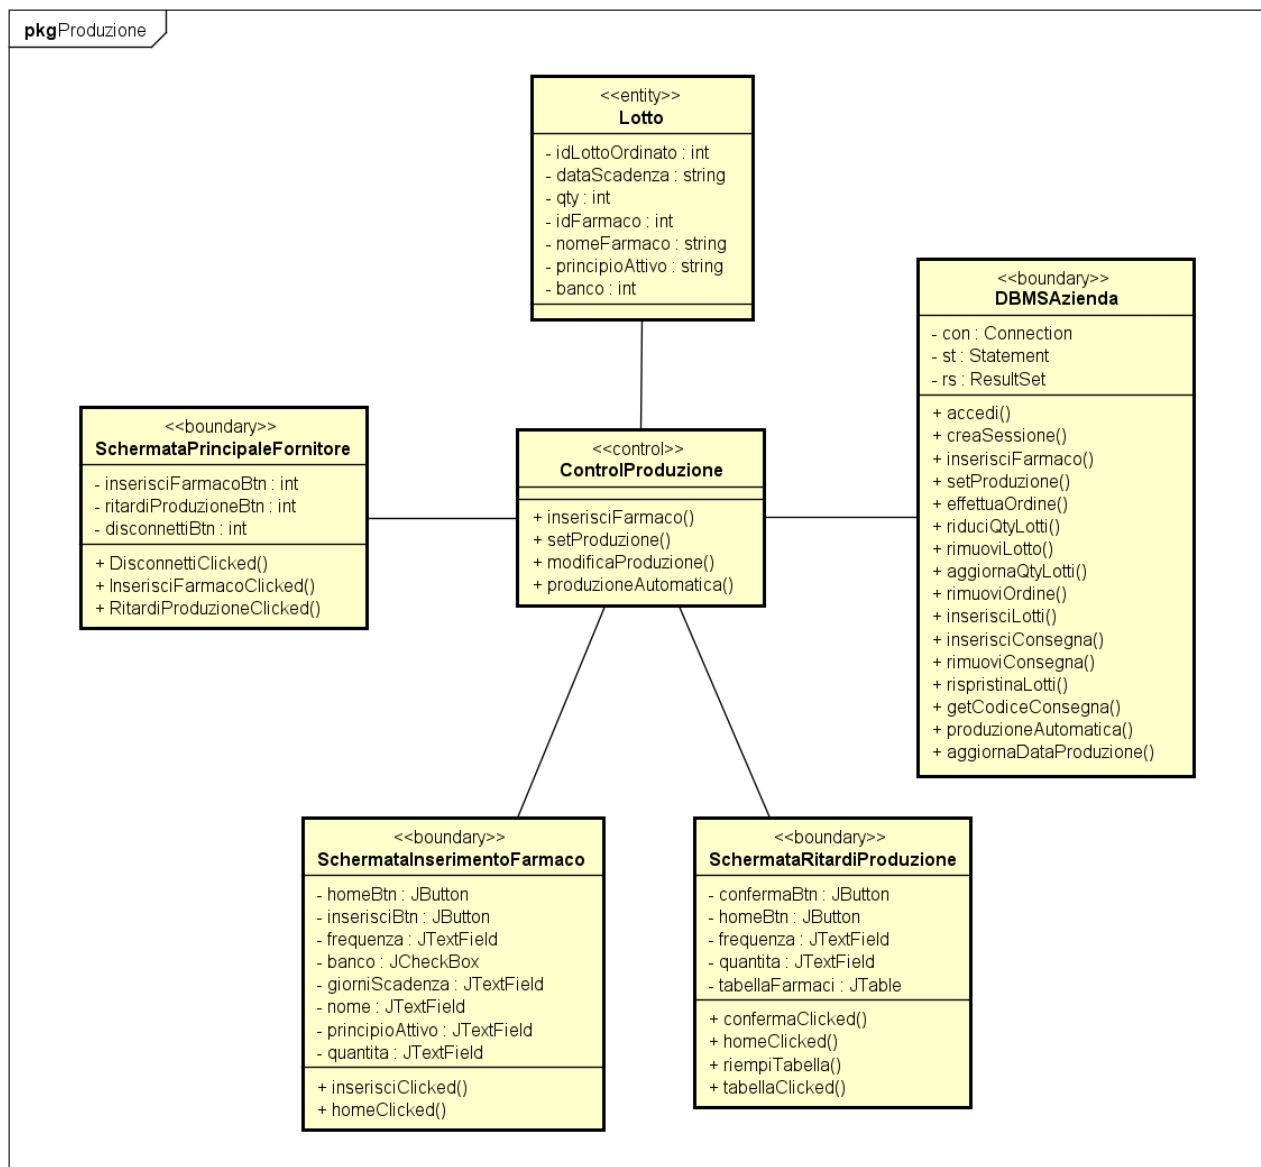 pkgProduzione
<<entity>>
Lotto
- idLottoOrdinato : int
- dataScadenza : string
- qty : int
- idFarmaco : int
- nomeFarmaco : string
- principioAttivo : string
- banco : int
<<boundary>>
DBMSAzienda
- con : Connection
- st : Statement
- rs : ResultSet
+ accedi()
+ creaSessione()
+ inserisciFarmaco()
+ setProduzione()
+ effettuaOrdine()
+ riduciQtyLotti()
+ rimuoviLotto()
+ aggiornaQtyLotti()
+ rimuoviOrdine()
+ inserisciLotti()
+ inserisciConsegna()
+ rimuoviConsegna()
+ rispristinaLotti()
+ getCodiceConsegna()
+ produzioneAutomatica()
+ aggiornaDataProduzione()
<<boundary>>
SchermataPrincipaleFornitore
- inserisciFarmacoBtn : int
- ritardiProduzioneBtn : int
- disconnettiBtn : int
+ DisconnettiClicked()
+ InserisciFarmacoClicked()
+ RitardiProduzioneClicked()
<<control>>
ControlProduzione
+ inserisciFarmaco()
+ setProduzione()
+ modificaProduzione()
+ produzioneAutomatica()
<<boundary>>
SchermataInserimentoFarmaco
- homeBtn : JButton
- inserisciBtn : JButton
- frequenza : JTextField
- banco : JCheckBox
- giorniScadenza : JTextField
- nome : JTextField
- principioAttivo : JTextField
- quantita : JTextField
+ inserisciClicked()
+ homeClicked()
<<boundary>>
SchermataRitardiProduzione
- confermaBtn : JButton
- homeBtn : JButton
- frequenza : JTextField
- quantita : JTextField
- tabellaFarmaci : JTable
+ confermaClicked()
+ homeClicked()
+ riempiTabella()
+ tabellaClicked()